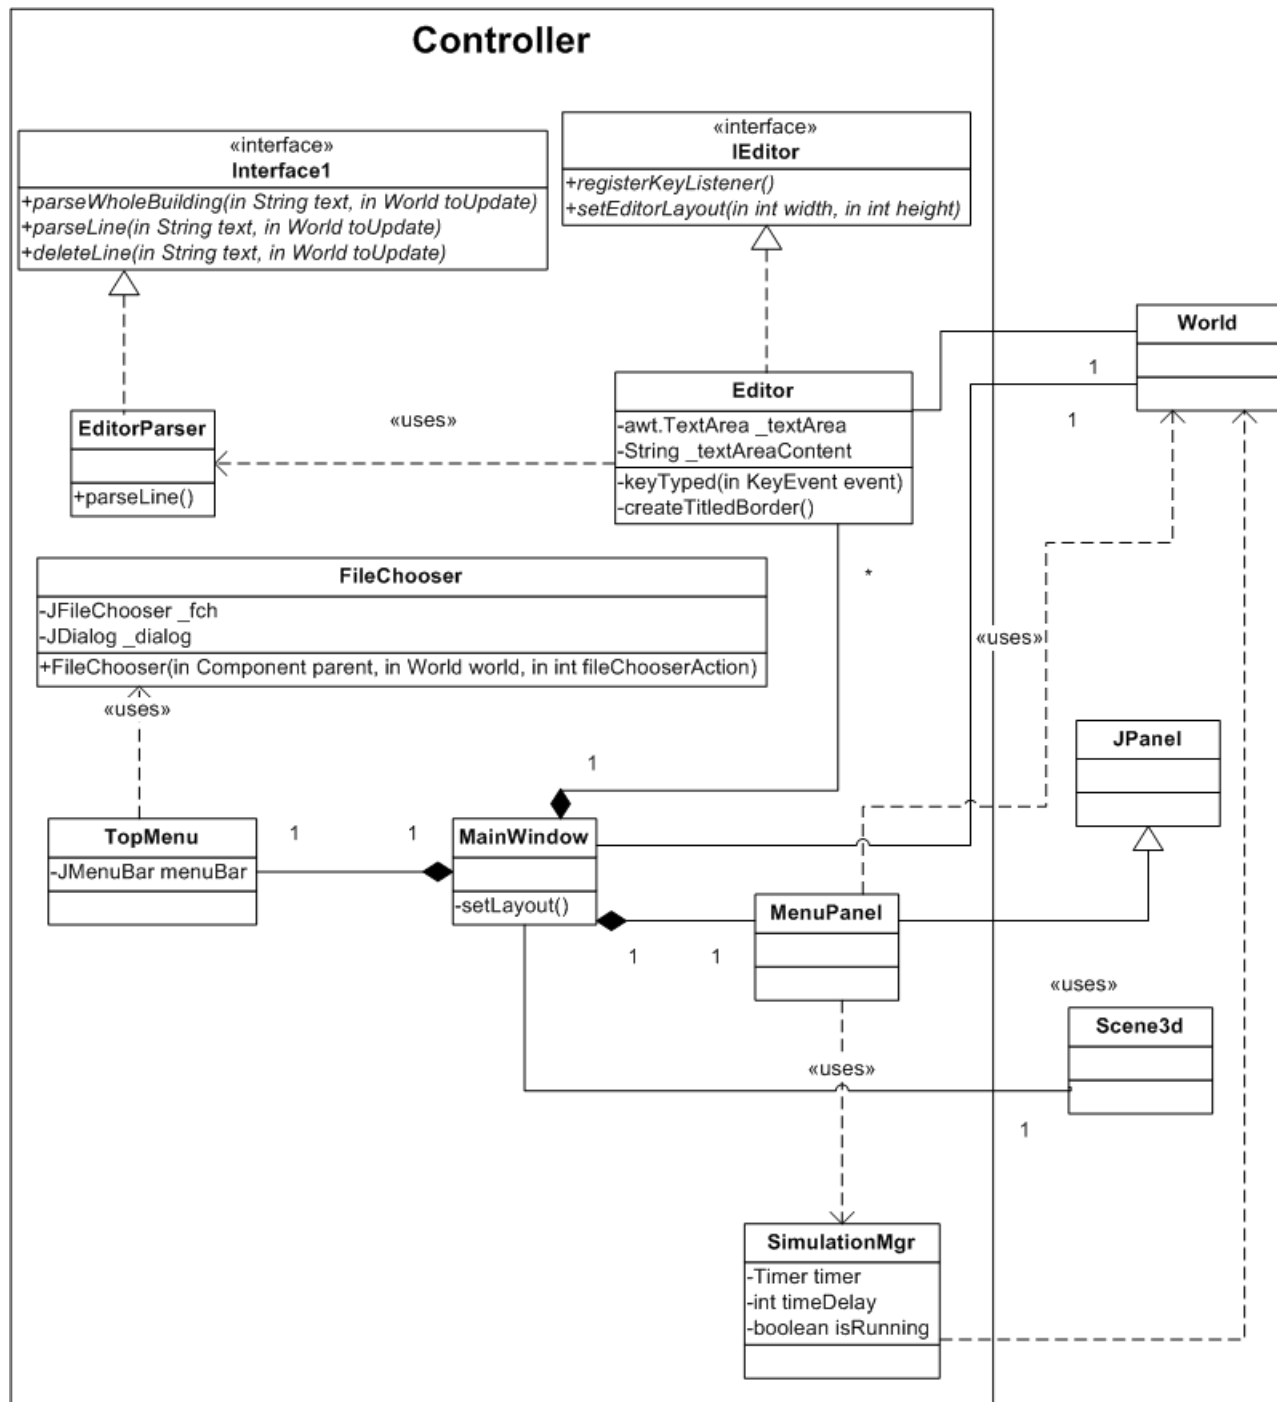 Controller
«interface»
Interface1
+parseWholeBuilding(in String text, in World toUpdate)
+parseLine(in String text, in World toUpdate)
+deleteLine(in String text, in World toUpdate)
«interface»
IEditor
+registerKeyListener()
+setEditorLayout(in int width, in int height)
World
1
1
Editor
-awt.TextArea _textArea
-String _textAreaContent
-keyTyped(in KeyEvent event)
-createTitledBorder()
«uses»
EditorParser
+parseLine()
*
FileChooser
-JFileChooser _fch
-JDialog _dialog
+FileChooser(in Component parent, in World world, in int fileChooserAction)
«uses»
«uses»
JPanel
1
TopMenu
-JMenuBar menuBar
1
1
MainWindow
-setLayout()
MenuPanel
1
1
«uses»
Scene3d
«uses»
1
SimulationMgr
-Timer timer
-int timeDelay
-boolean isRunning